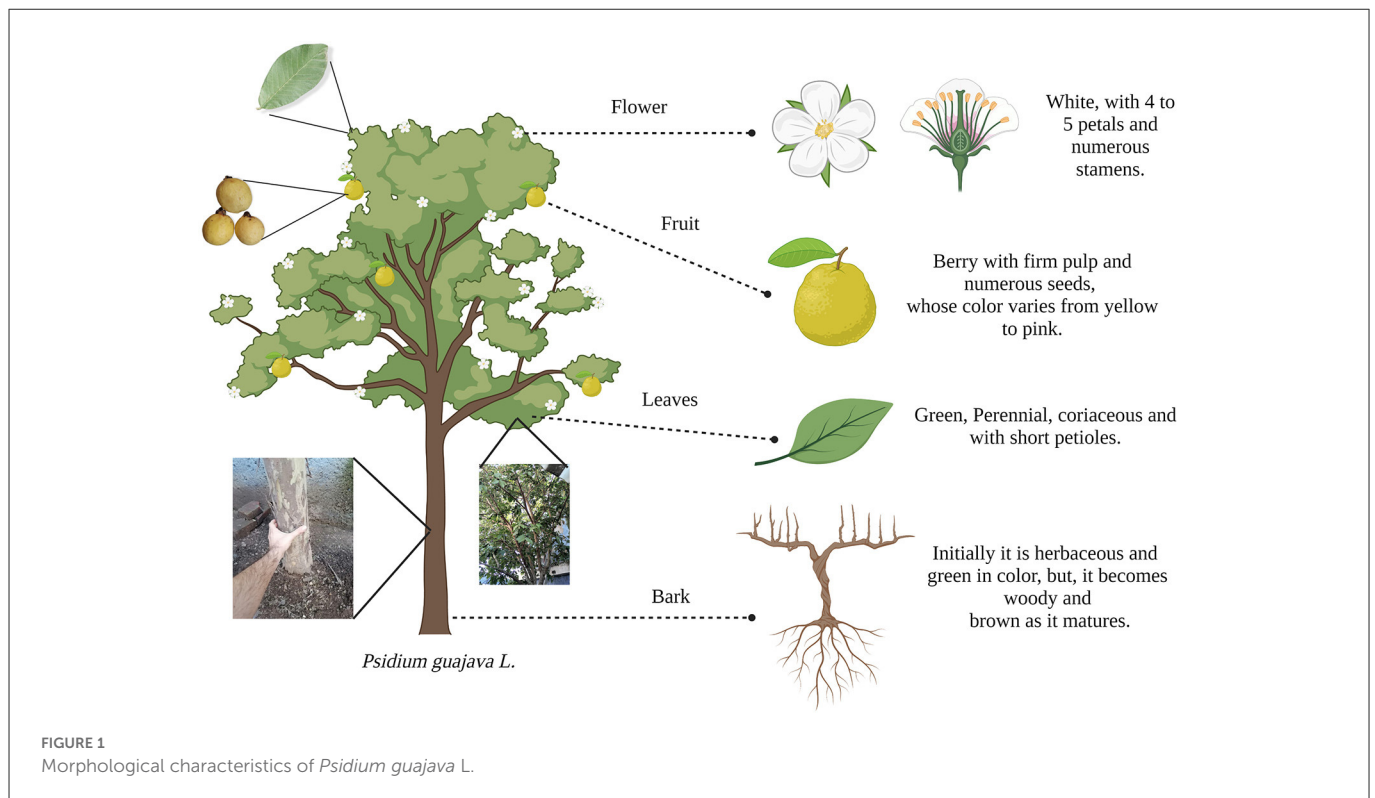 Flower
White, with 4 to
5 petals and
numerous
stamens.
Fruit
Berry with firm pulp and
numerous seeds,
whose color varies from yellow
to pink.
Leaves
Green, Perennial, coriaceous and
with short petioles.
Bark
Initially it is herbaceous and
green in color, but, it becomes
woody and
brown as it matures.
Psidium guajava L.
FIGURE 1
Morphological characteristics of Psidium guajava L.